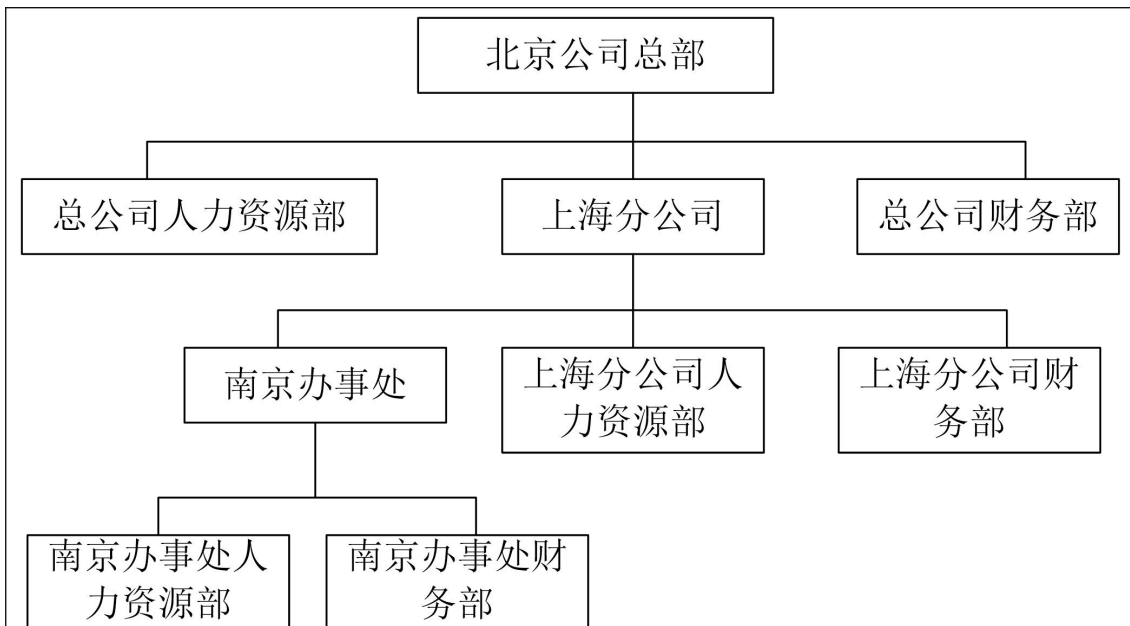 北京公司总部
总公司人力资源部
上海分公司
总公司财务部
南京办事处
上海分公司人
力资源部
上海分公司财
务部
南京办事处人
力资源部
南京办事处财
务部